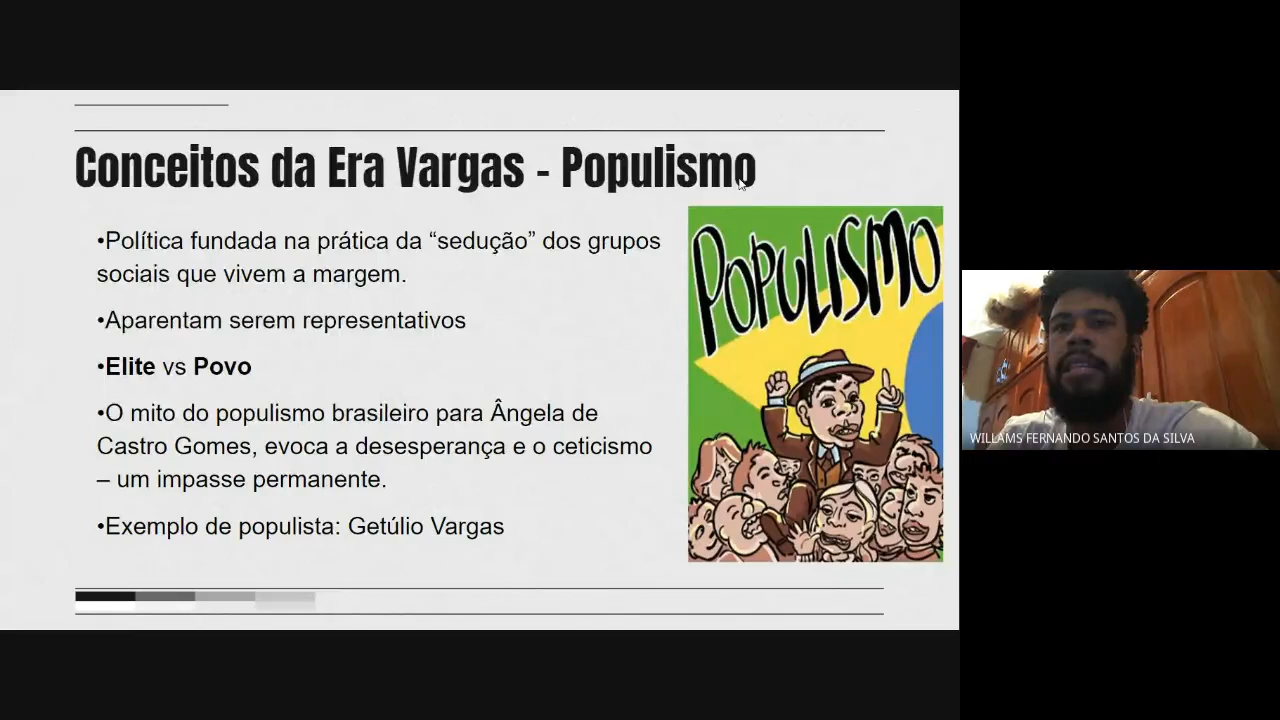 Conceitos da Era Vargas - Populismo
•Política fundada na prática da “sedução” dos grupos
sociais que vivem a margem.
•Aparentam serem representativos
•Elite vs Povo
•O mito do populismo brasileiro para Ângela de
Castro Gomes, evoca a desesperança e o ceticismo
– um impasse permanente.
•Exemplo de populista: Getúlio Vargas
POPULISMO
WILLAMS FERNANDO SANTOS DA SILVA